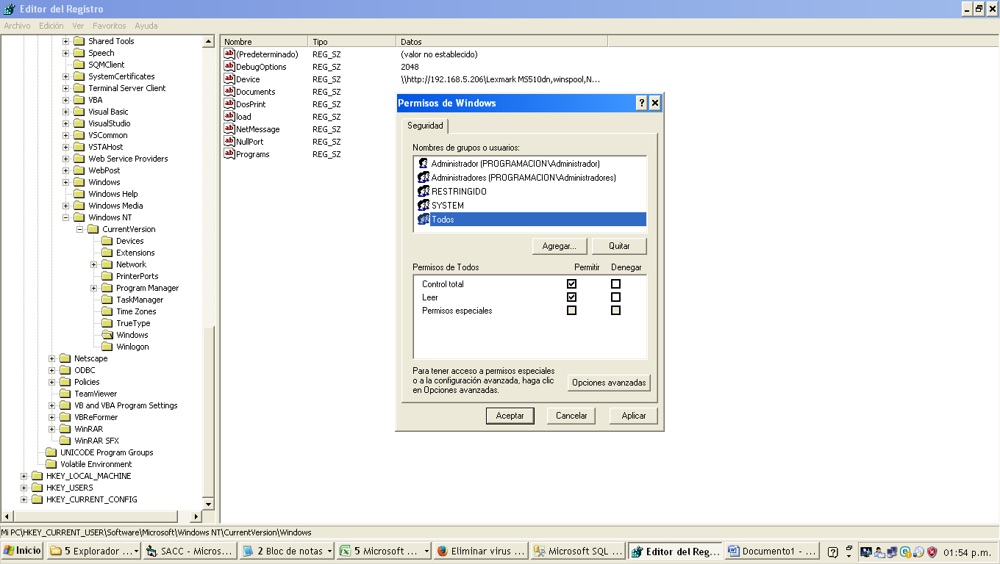 Editor del Registro
Archivo Edición Ver Favoritos Ayuda
Shared Tools
Speech
SQMClient
SystemCertificates
Terminal Server Client
VBA
Visual Basic
VisualStudio
VSCommon
VSTAHost
Web Service Providers
WebPost
Windows
Windows Help
Windows Media
Windows NT
CurrentVersion
Devices
Extensions
Network
PrinterPorts
Program Manager
TaskManager
Time Zones
TrueType
Windows
Winlogon
Netscape
ODBC
Policies
TeamViewer
VB and VBA Program Settings
VBReFormer
WinRAR
WinRAR SFX
UNICODE Program Groups
Volatile Environment
HKEY_LOCAL_MACHINE
HKEY_USERS
HKEY_CURRENT_CONFIG
Nombre Tipo Datos
(Predeterminado) REG_SZ (valor no establecido)
DebugOptions REG_SZ 2048
Device REG_SZ \\http://192.168.5.206\Lexmark MS510dn,winspool,N...
Documents REG_SZ
DosPrint REG_SZ
load REG_SZ
NetMessage REG_SZ
NullPort REG_SZ
Programs REG_SZ
Permisos de Windows
Seguridad
Nombres de grupos o usuarios:
Administrador (PROGRAMACION\Administrador)
Administradores (PROGRAMACION\Administradores)
RESTRINGIDO
SYSTEM
Todos
Agregar... Quitar
Permisos de Todos Permitir Denegar
Control total
Leer
Permisos especiales
Para tener acceso a permisos especiales
o a la configuración avanzada, haga clic
en Opciones avanzadas.
Opciones avanzadas
Aceptar Cancelar Aplicar
Mi PC\HKEY_CURRENT_USER\Software\Microsoft\Windows NT\CurrentVersion\Windows
Inicio 5 Explorador ... SACC - Micros... 2 Bloc de notas 5 Microsoft ... Eliminar virus ... Microsoft SQL ... Editor del Reg... Documento1 - ... 01:54 p.m.